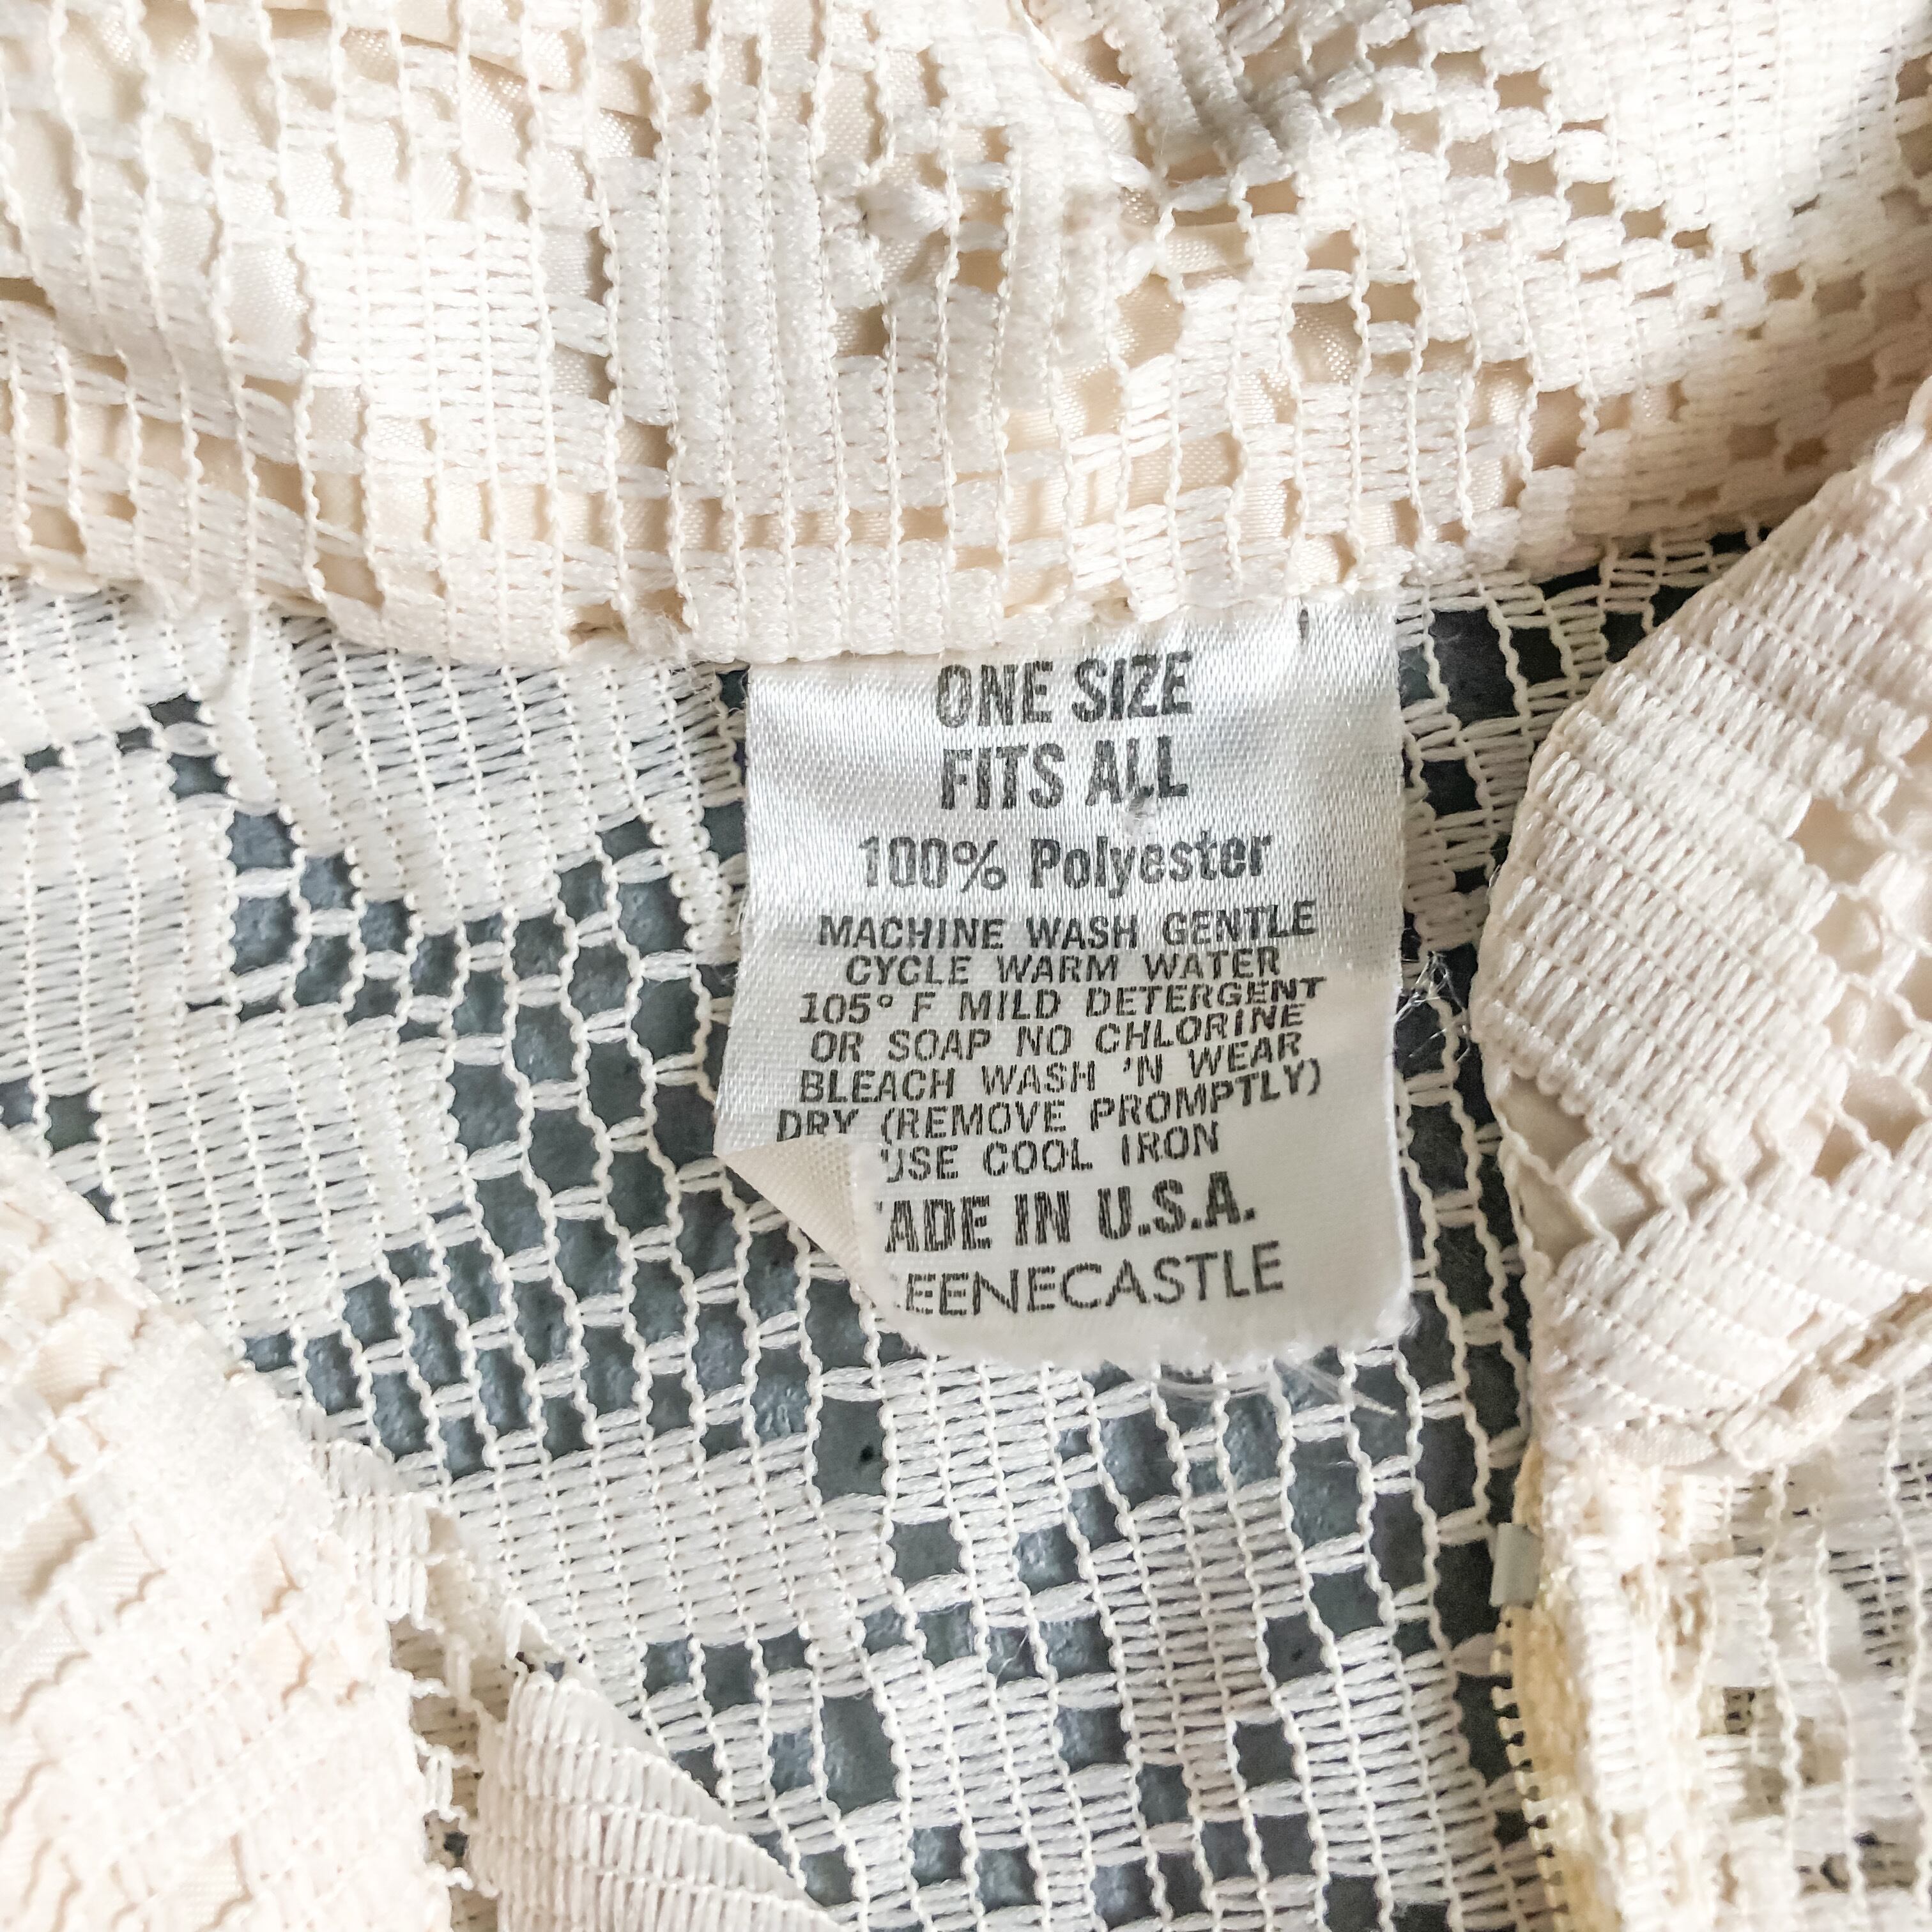 ONE SIZE
FITS ALL
100% Polyester
MACHINE WASH GENTLE
CYCLE WARM WATER
105° F MILD DETERGENT
OR SOAP NO CHLORINE
BLEACH WASH 'N WEAR
DRY (REMOVE PROMPTLY)
USE COOL IRON
ADE IN U.S.A.
EENECASTLE